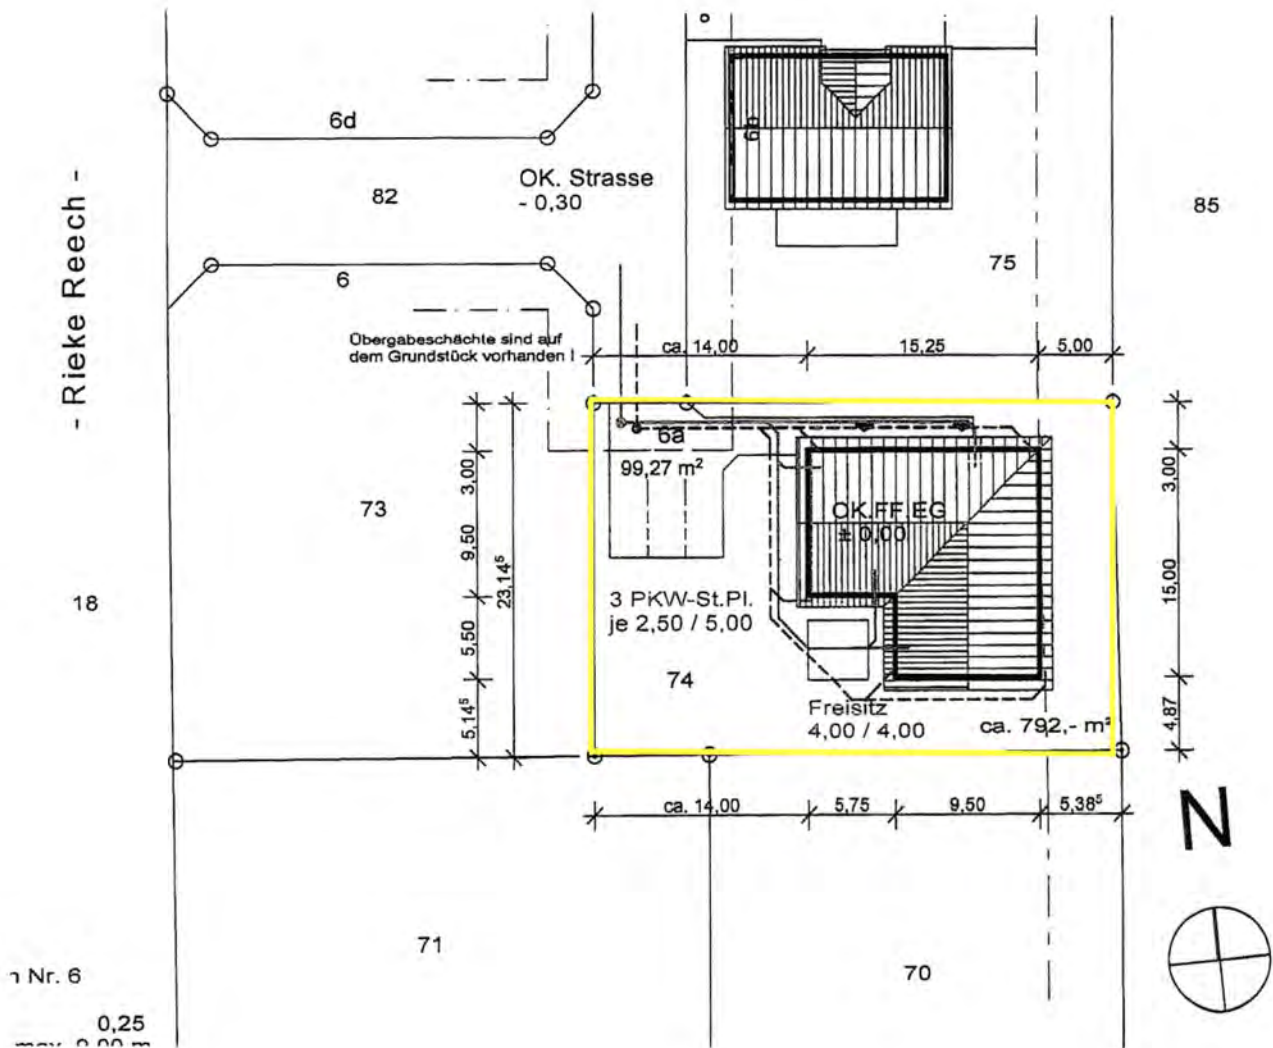 6d
82
OK. Strasse
- 0,30
6b
85
75
- Rieke Reech -
6
Übergabeschächte sind auf
dem Grundstück vorhanden !
ca. 14,00
15,25
5,00
6a
99,27 m²
OK.FF.EG
± 0,00
3,00
9,50
5,50
5,14⁵
23,14⁵
73
18
3 PKW-St.Pl.
je 2,50 / 5,00
74
Freisitz
4,00 / 4,00
ca. 792,- m²
3,00
15,00
4,87
ca. 14,00
5,75
9,50
5,38⁵
N
71
70
Nr. 6
0,25